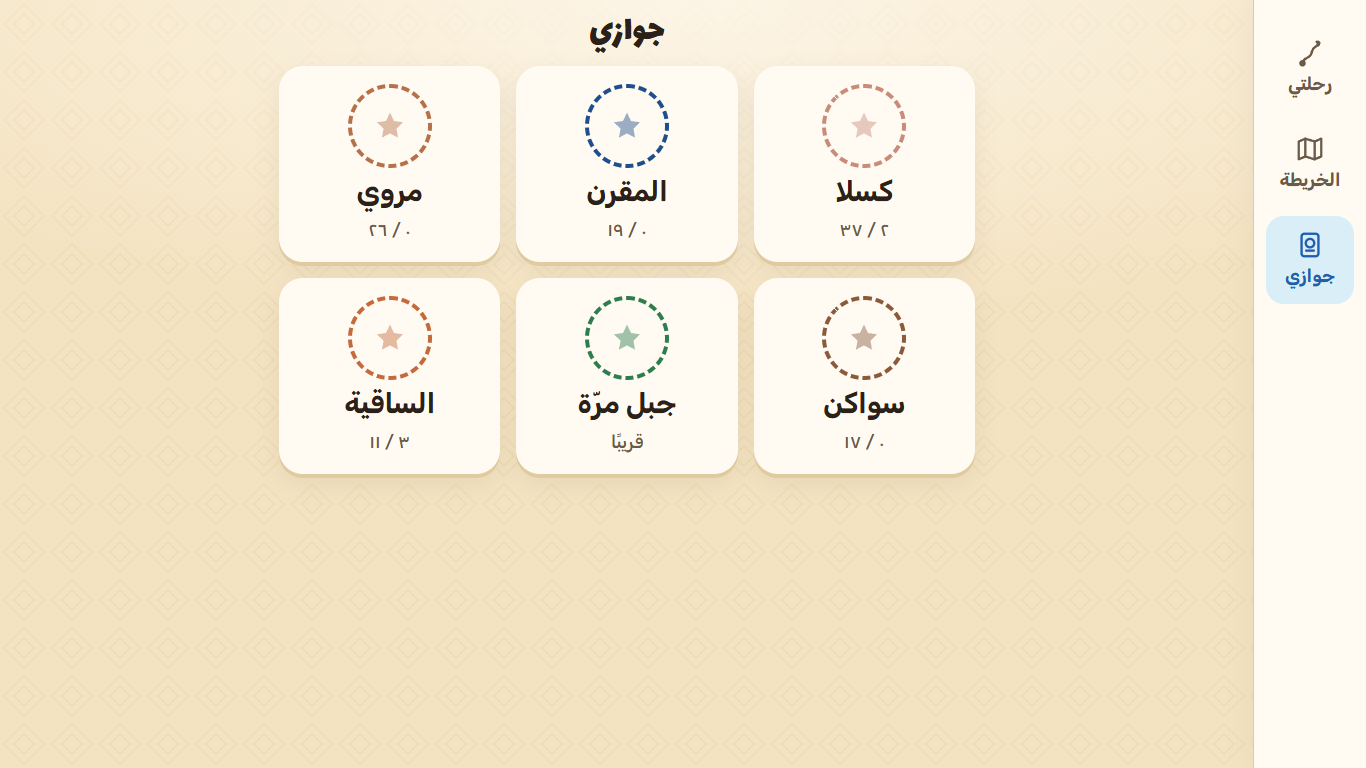 جوازي
كسلا
٢ / ٣٧
المقرن
٠ / ١٩
مروي
٠ / ٢٦
سواكن
٠ / ١٧
جبل مرّة
قريبًا
الساقية
٣ / ١١
رحلتي
الخريطة
جوازي